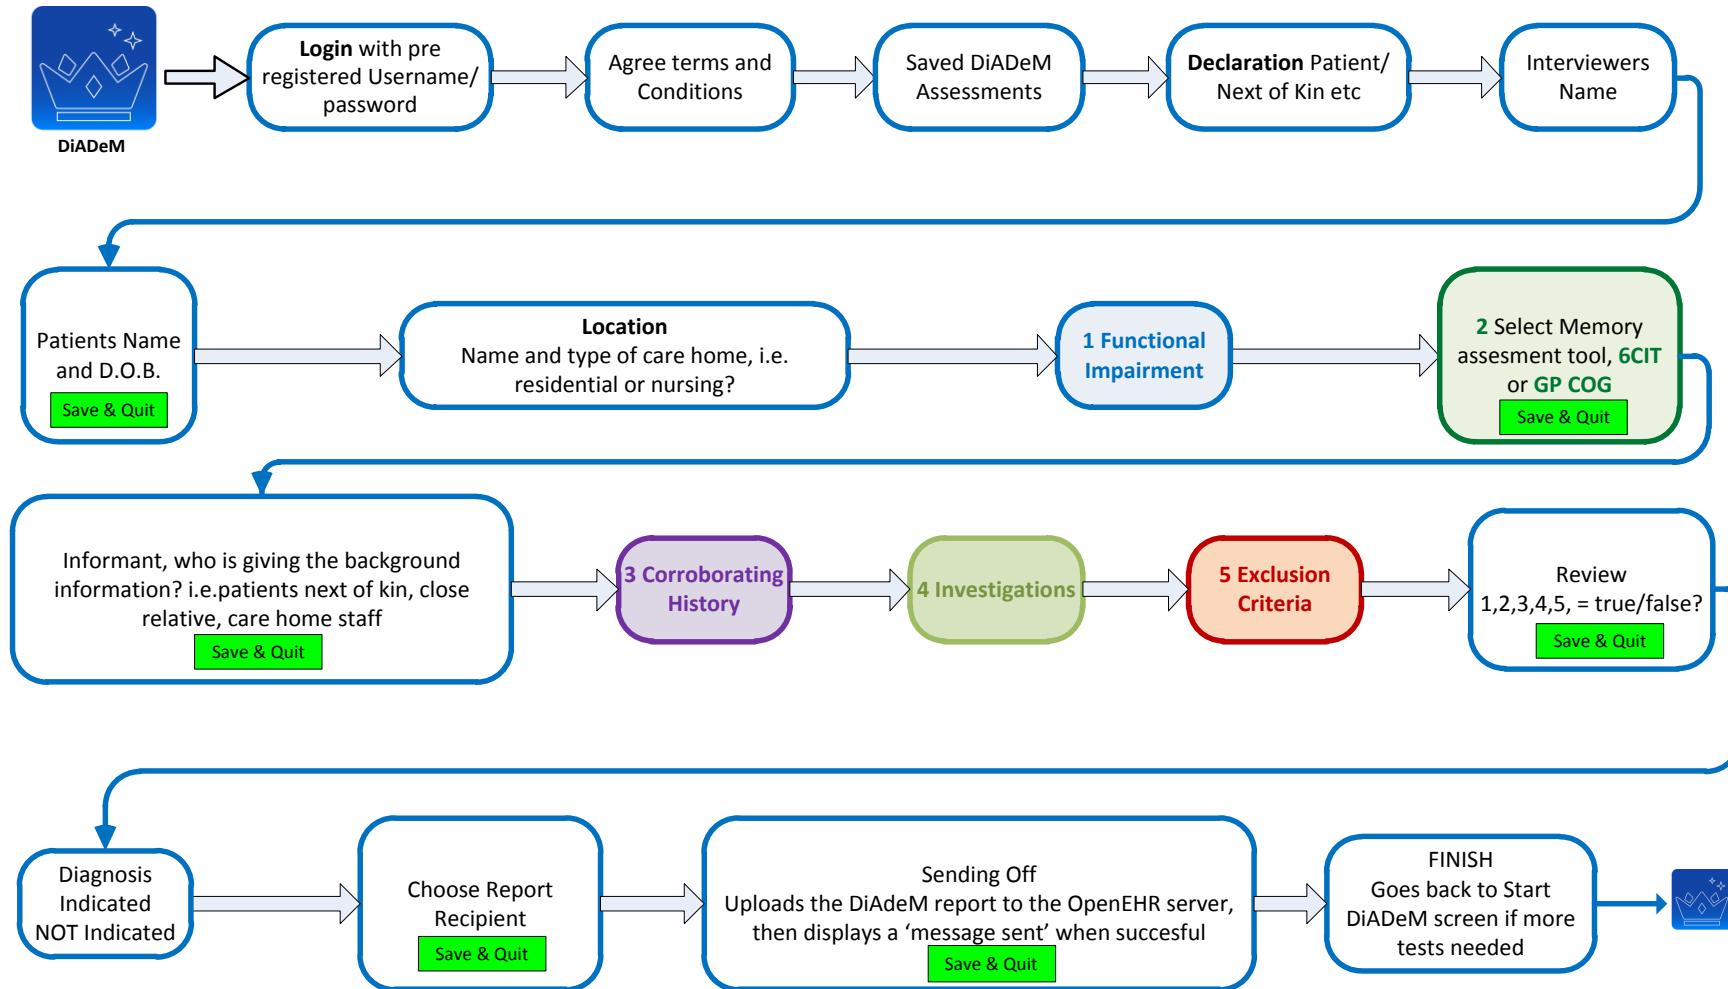 DiADeM
Login with pre
registered Username/
password
Agree terms and
Conditions
Saved DiADeM
Assessments
Declaration Patient/
Next of Kin etc
Interviewers
Name
Patients Name
and D.O.B.
Save & Quit
Location
Name and type of care home, i.e.
residential or nursing?
1 Functional
Impairment
2 Select Memory
assesment tool, 6CIT
or GP COG
Save & Quit
Informant, who is giving the background
information? i.e.patients next of kin, close
relative, care home staff
Save & Quit
3 Corroborating
History
4 Investigations
5 Exclusion
Criteria
Review
1,2,3,4,5, = true/false?
Save & Quit
Diagnosis
Indicated
NOT Indicated
Choose Report
Recipient
Save & Quit
Sending Off
Uploads the DiAdeM report to the OpenEHR server,
then displays a ‘message sent’ when succesful
Save & Quit
FINISH
Goes back to Start
DiADeM screen if more
tests needed